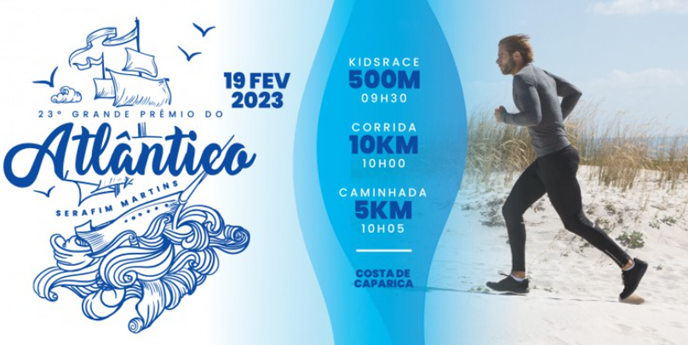 23º GRANDE PRÉMIO DO
Atlântico
SERAFIM MARTINS
19 FEV
2023
KIDSRACE
500M
09H30
CORRIDA
10KM
10H00
CAMINHADA
5KM
10H05
COSTA DE
CAPARICA